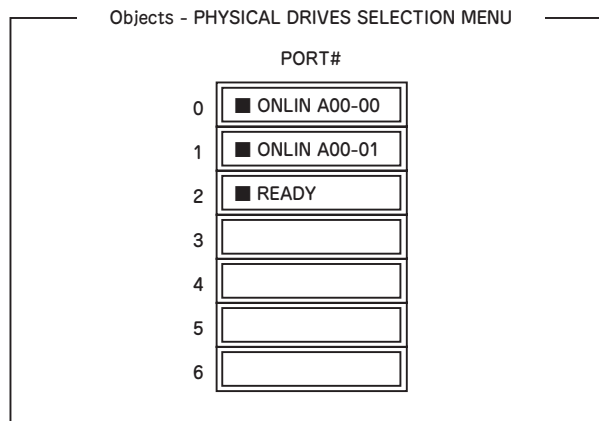 Objects - PHYSICAL DRIVES SELECTION MENU
PORT#
0 ■ ONLIN A00-00
1 ■ ONLIN A00-01
2 ■ READY
3
4
5
6